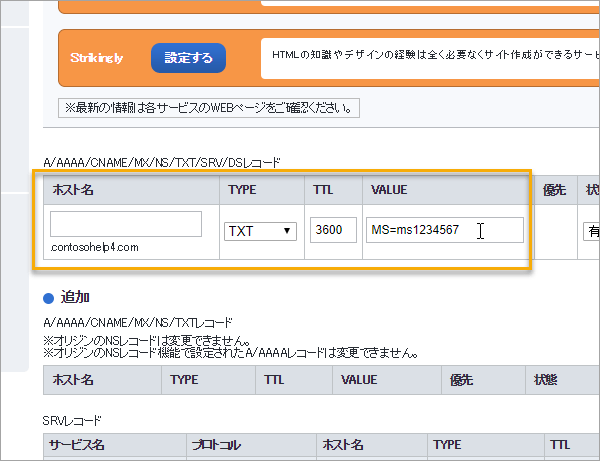 Strikingly 設定する HTMLの知識やデザインの経験は全く必要なくサイト作成ができるサービ
※最新の情報は各サービスのWEBページをご確認ください。
A/AAAA/CNAME/MX/NS/TXT/SRV/DSレコード
ホスト名 TYPE TTL VALUE 優先 状
TXT 3600 MS=ms1234567 有
.contosohelp4.com
追加
A/AAAA/CNAME/MX/NS/TXTレコード
※オリジンのNSレコードは変更できません。
※オリジンのNSレコード機能で設定されたA/AAAAレコードは変更できません。
ホスト名 TYPE TTL VALUE 優先 状態
SRVレコード
サービス名 プロトコル ホスト名 TYPE TTL